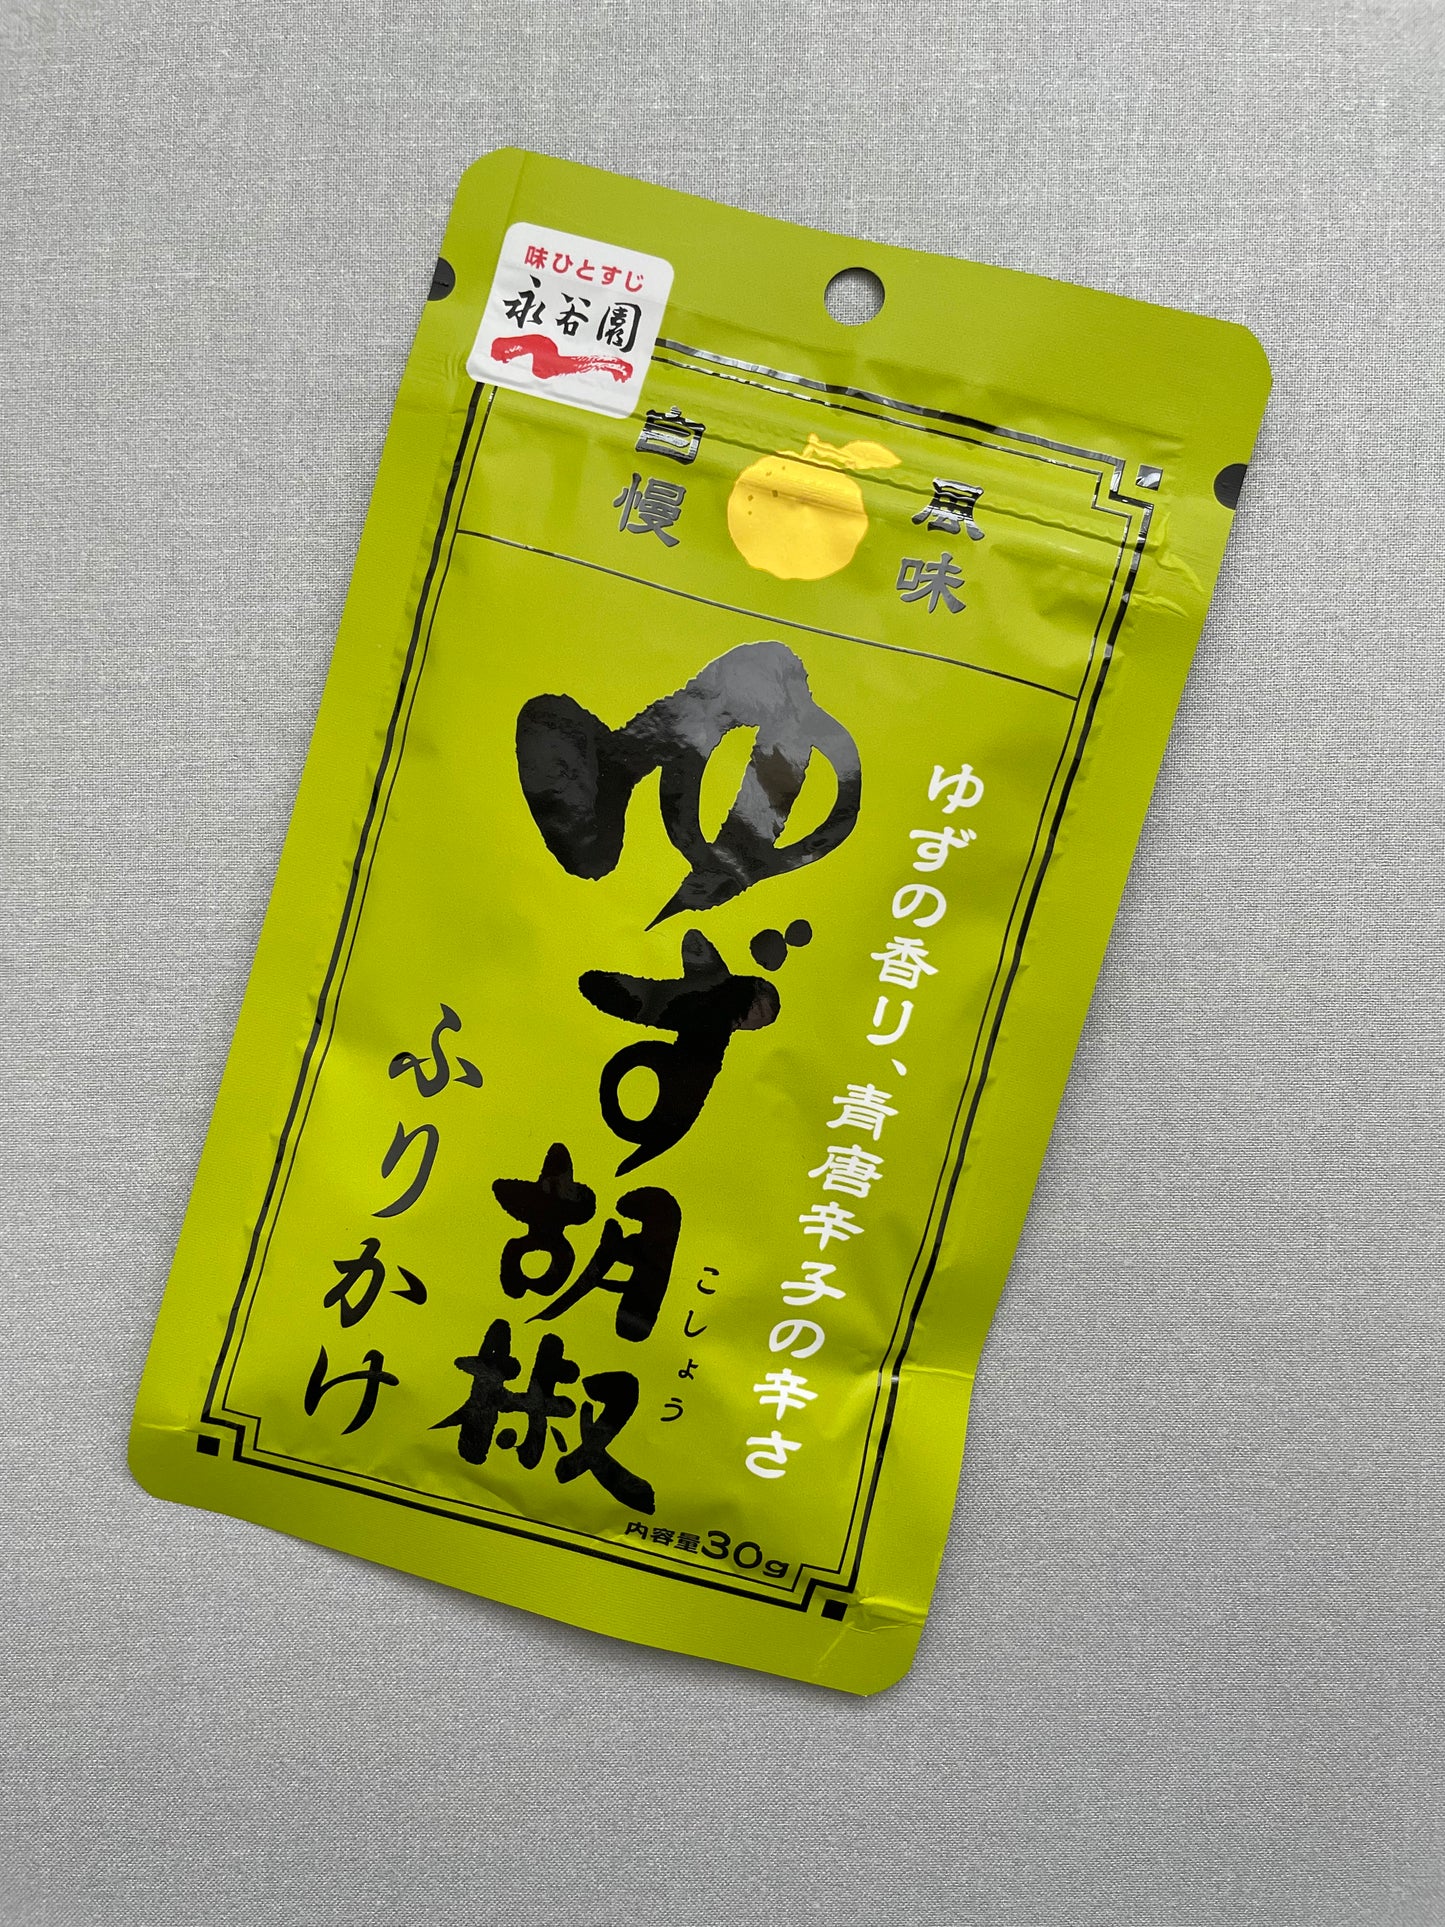 味ひとすじ
永谷園
風味
自慢
ゆずの香り、青唐辛子の辛さ
ゆず胡椒
こしょう
ふりかけ
内容量30g